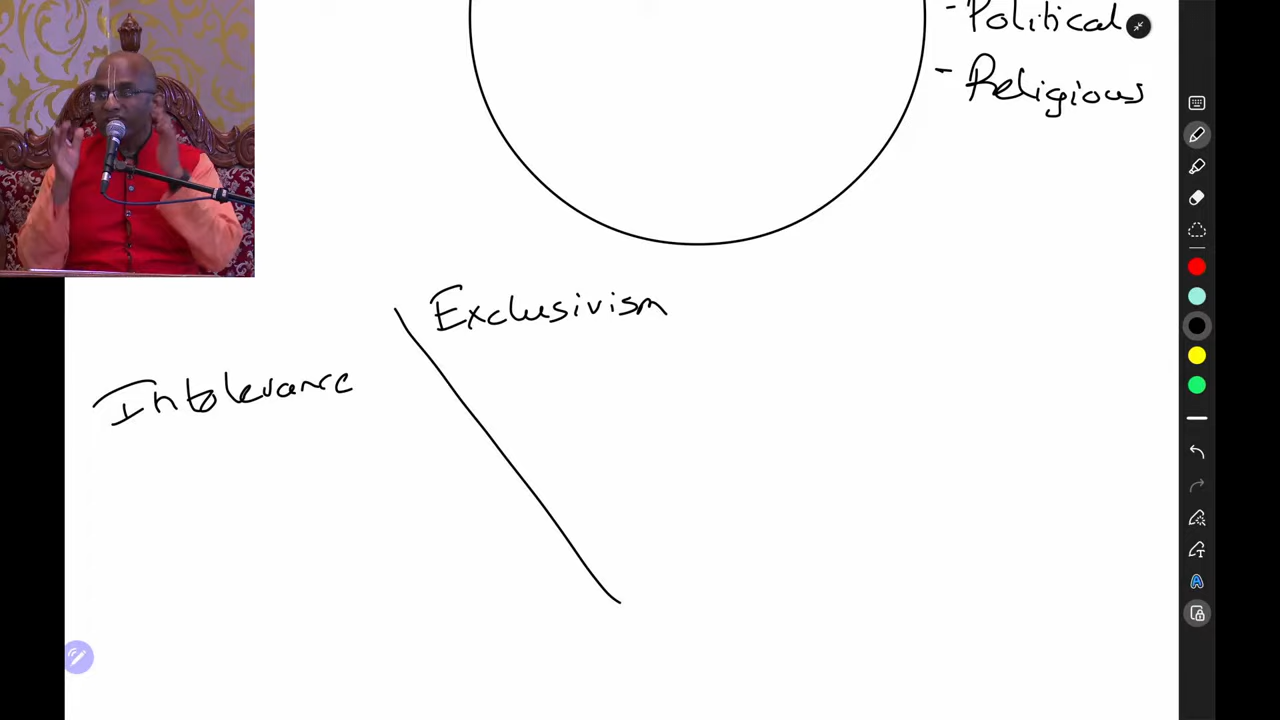 - Political
- Religious
Exclusivism
Intolerance